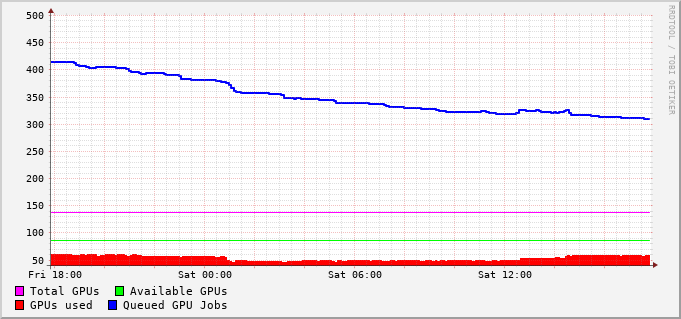 500
450
400
350
300
250
200
150
100
50
Fri 18:00 Sat 00:00 Sat 06:00 Sat 12:00
Total GPUs Available GPUs
GPUs used Queued GPU Jobs
RRDTOOL / TOBI OETIKER